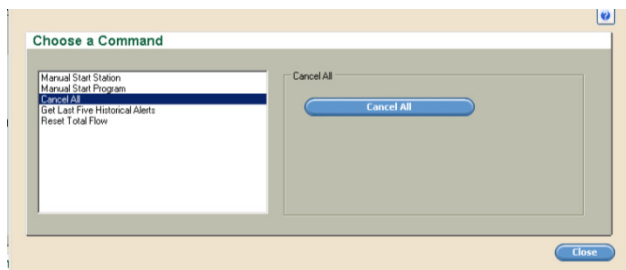 ?
Choose a Command
Manual Start Station
Manual Start Program
Cancel All
Get Last Five Historical Alerts
Reset Total Flow
Cancel All
Cancel All
Close